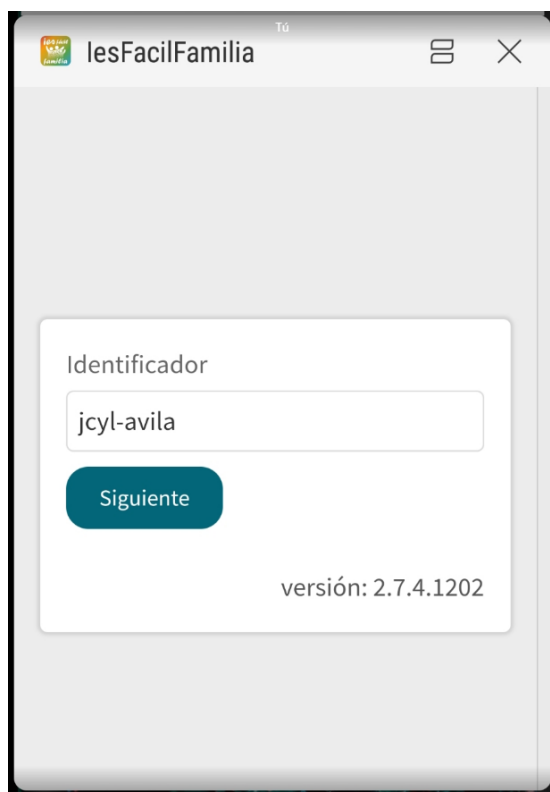 Tú
IesFacilFamilia
Identificador
jcyl-avila
Siguiente
versión: 2.7.4.1202